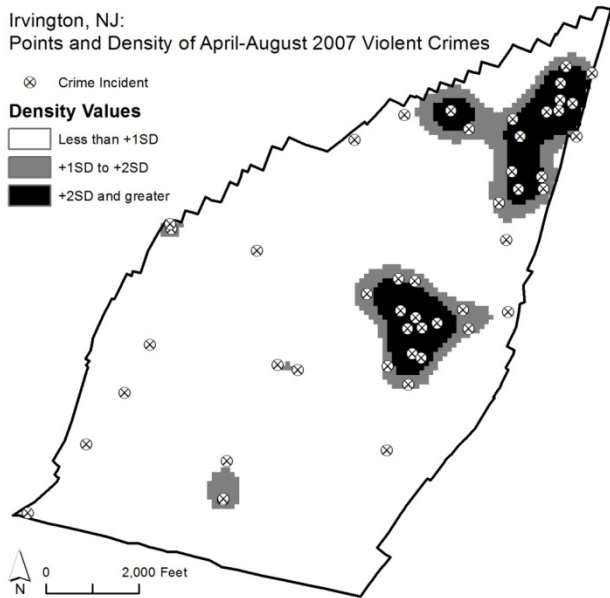 Irvington, NJ:
Points and Density of April-August 2007 Violent Crimes
Crime Incident
Density Values
Less than +1SD
+1SD to +2SD
+2SD and greater
N
0 2,000 Feet